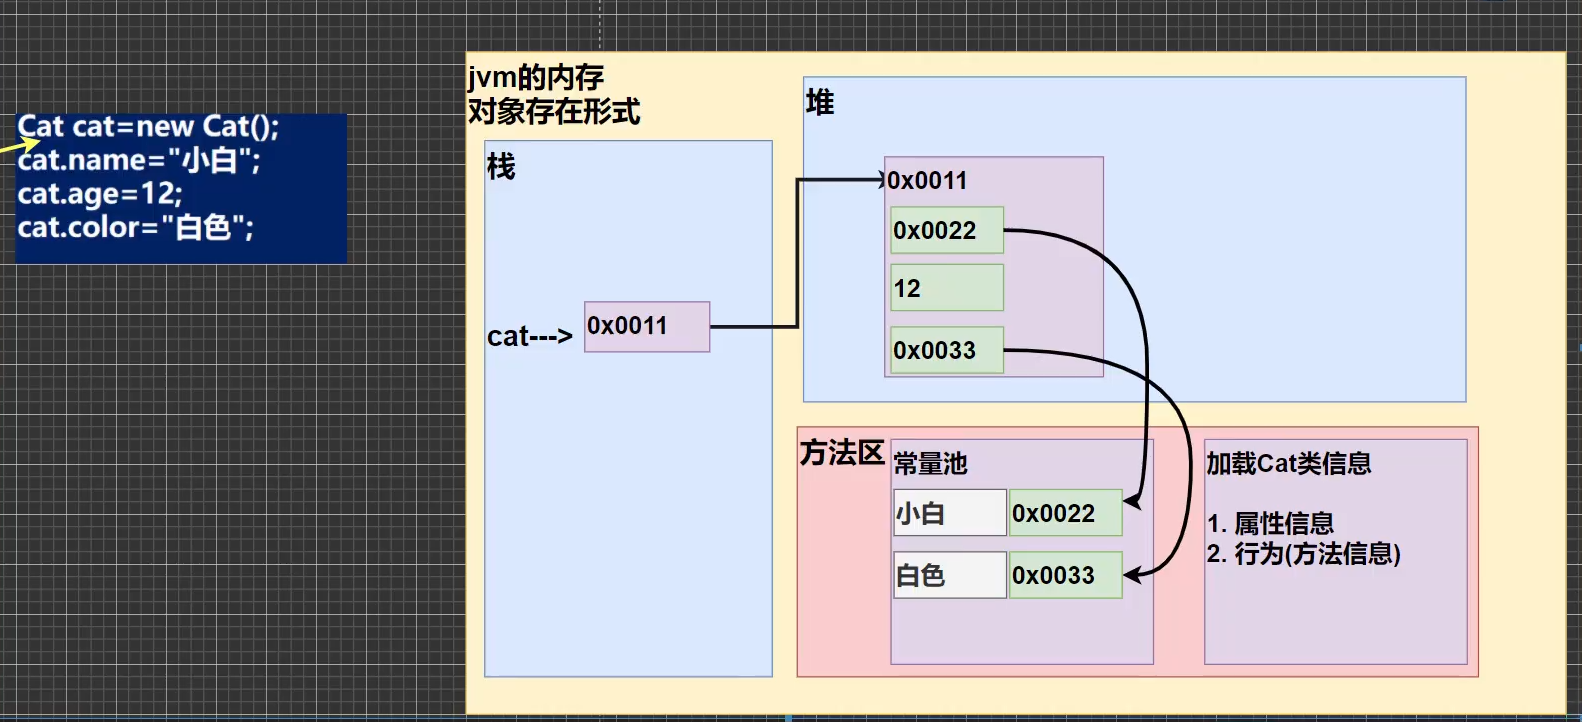 Cat cat=new Cat();
cat.name="小白";
cat.age=12;
cat.color="白色";
jvm的内存
对象存在形式
栈
cat---> 0x0011
堆
0x0011
0x0022
12
0x0033
方法区
常量池
小白 0x0022
白色 0x0033
加载Cat类信息
1. 属性信息
2. 行为(方法信息)